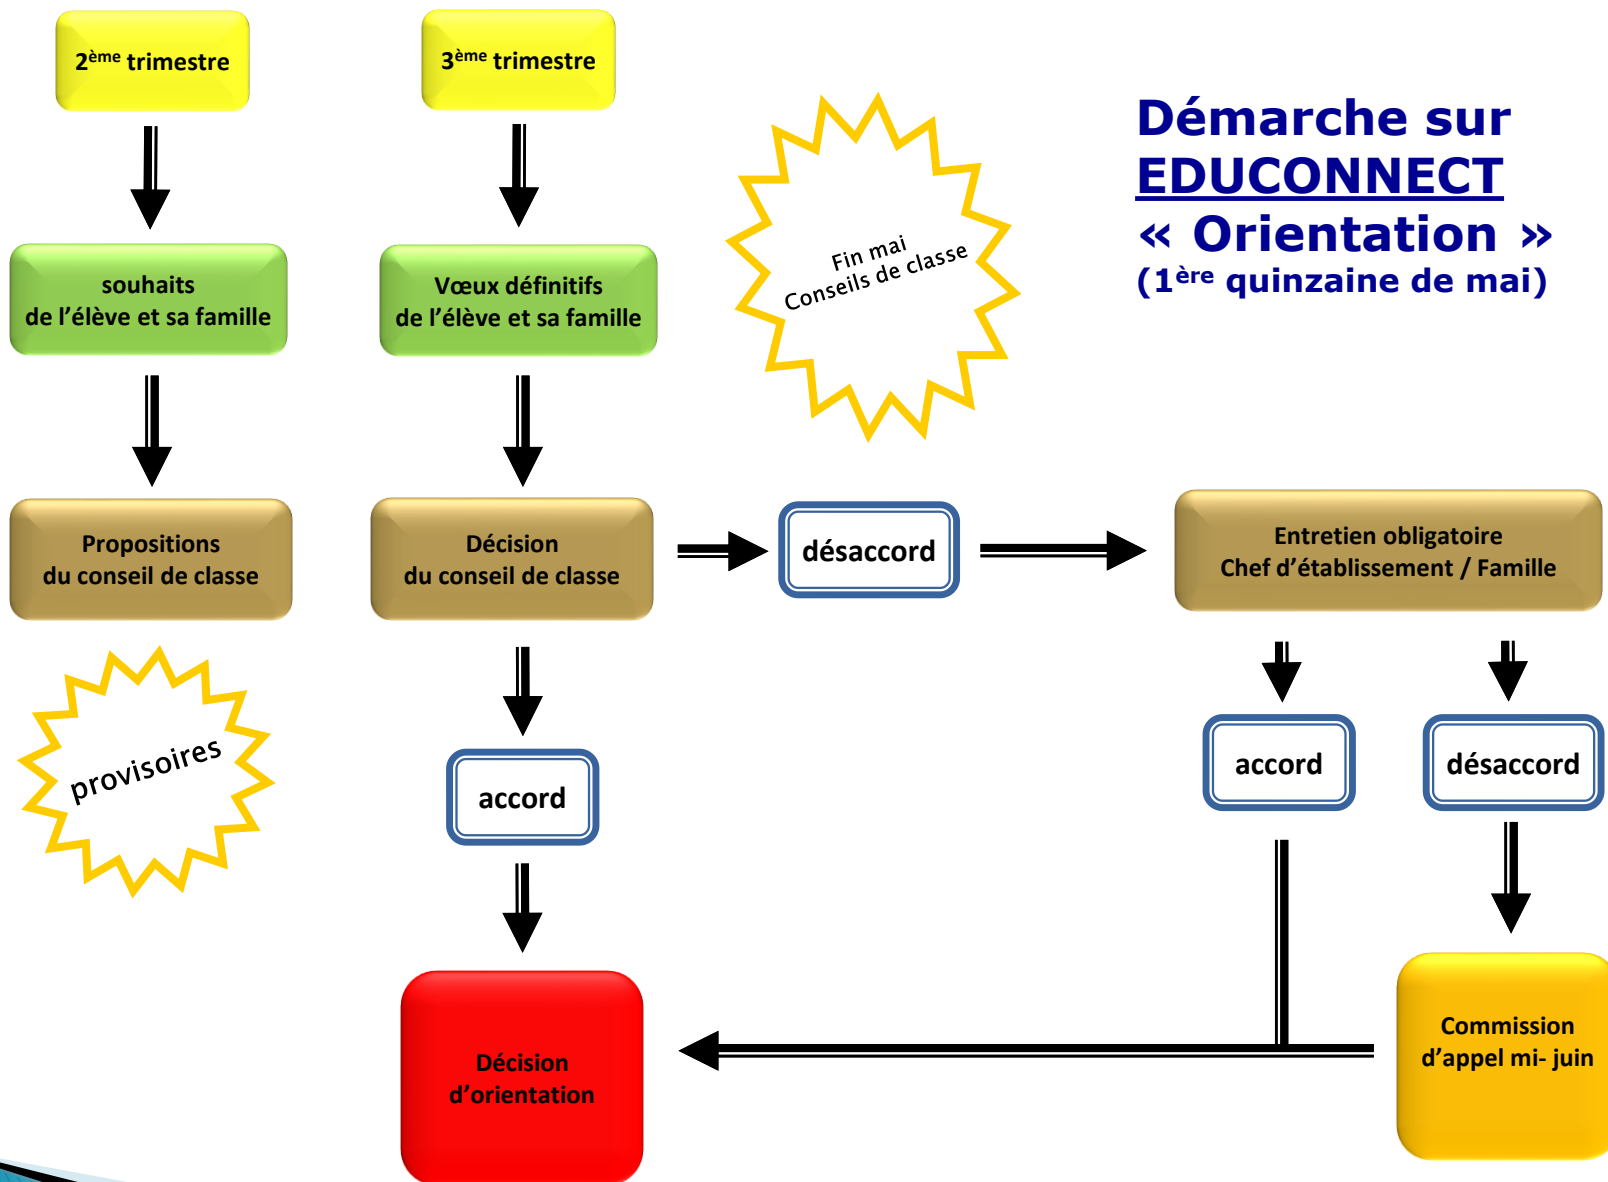 2ème trimestre
3ème trimestre
Démarche sur
EDUCONNECT
« Orientation »
(1ère quinzaine de mai)
souhaits
de l’élève et sa famille
Vœux définitifs
de l’élève et sa famille
Fin mai
Conseils de classe
Propositions
du conseil de classe
Décision
du conseil de classe
désaccord
Entretien obligatoire
Chef d’établissement / Famille
provisoires
accord
accord
désaccord
Décision
d’orientation
Commission
d’appel mi- juin